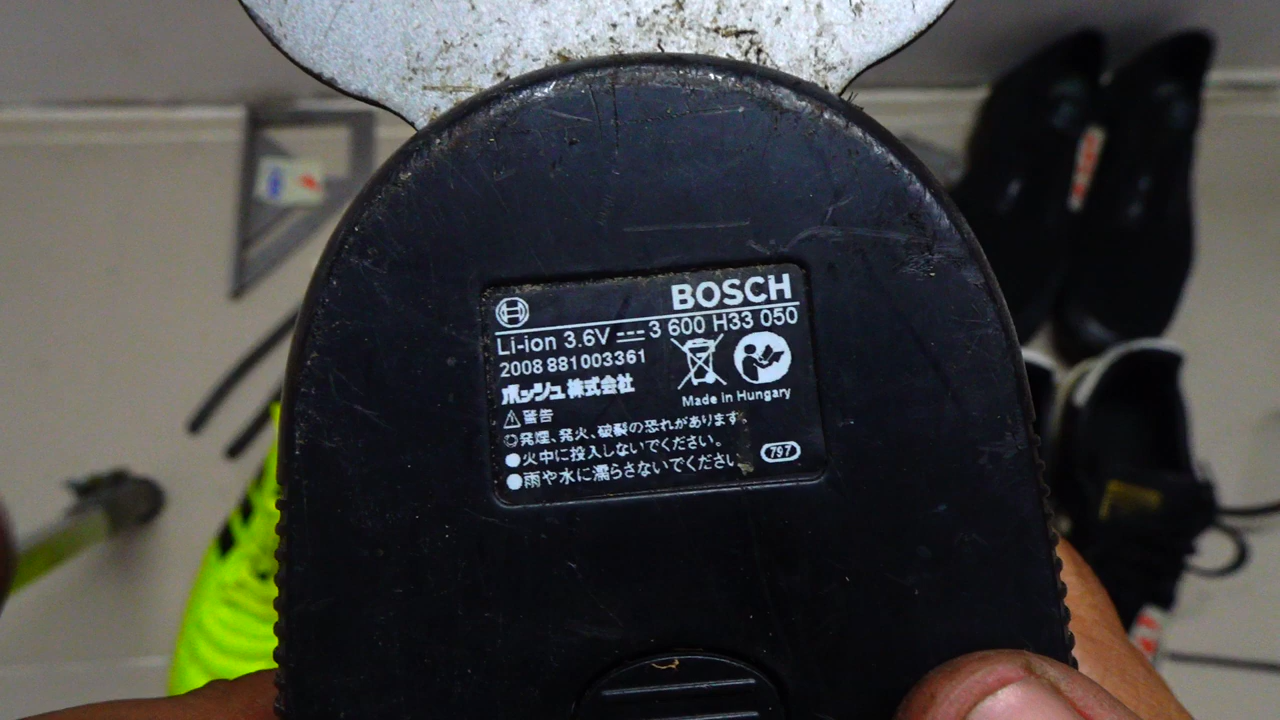 BOSCH
Li-ion 3.6V 3 600 H33 050
2008 881003361
ボッシュ株式会社
Made in Hungary
警告
発煙、発火、破裂の恐れがあります。
●火中に投入しないでください。
●雨や水に濡らさないでください
797